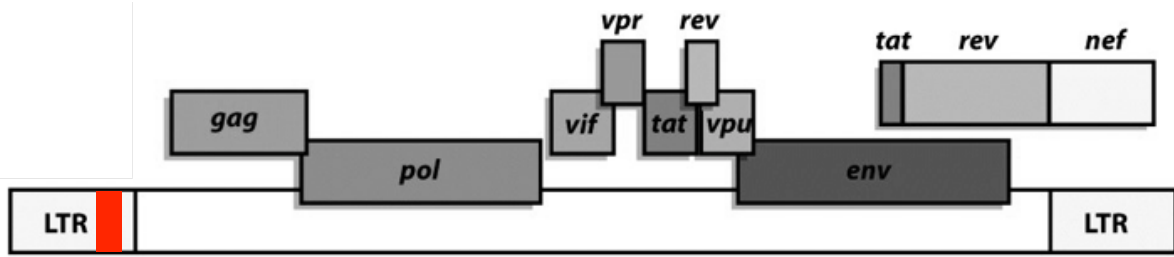 vpr rev
tat rev nef
gag vif tat vpu
pol env
LTR LTR